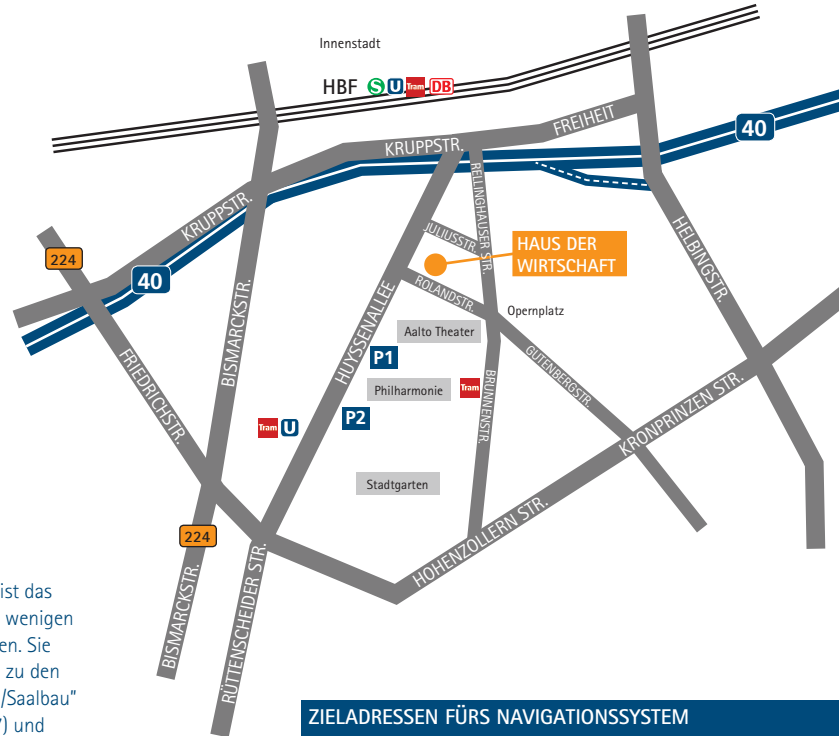 Innenstadt
HBF S U Tram DB
FREIHEIT
KRUPPSTR.
40
RELLINGHAUSER STR.
KRUPPSTR.
JULIUSSTR.
HELBINGSTR.
HAUS DER
WIRTSCHAFT
224
40
ROLANDSTR.
BISMARCKSTR.
HUYSSENALLEE
Opernplatz
Aalto Theater
FRIEDRICHSTR.
P1
GUTENBERGSTR.
Philharmonie
Tram
BRUNNENSTR.
KRONPRINZEN STR.
P2
Tram U
Stadtgarten
224
HOHENZOLLERN STR.
BISMARCKSTR.
RÜTTENSCHEIDER STR.
ist das
wenigen
en. Sie
zu den
/Saalbau"
) und
ZIELADRESSEN FÜRS NAVIGATIONSSYSTEM